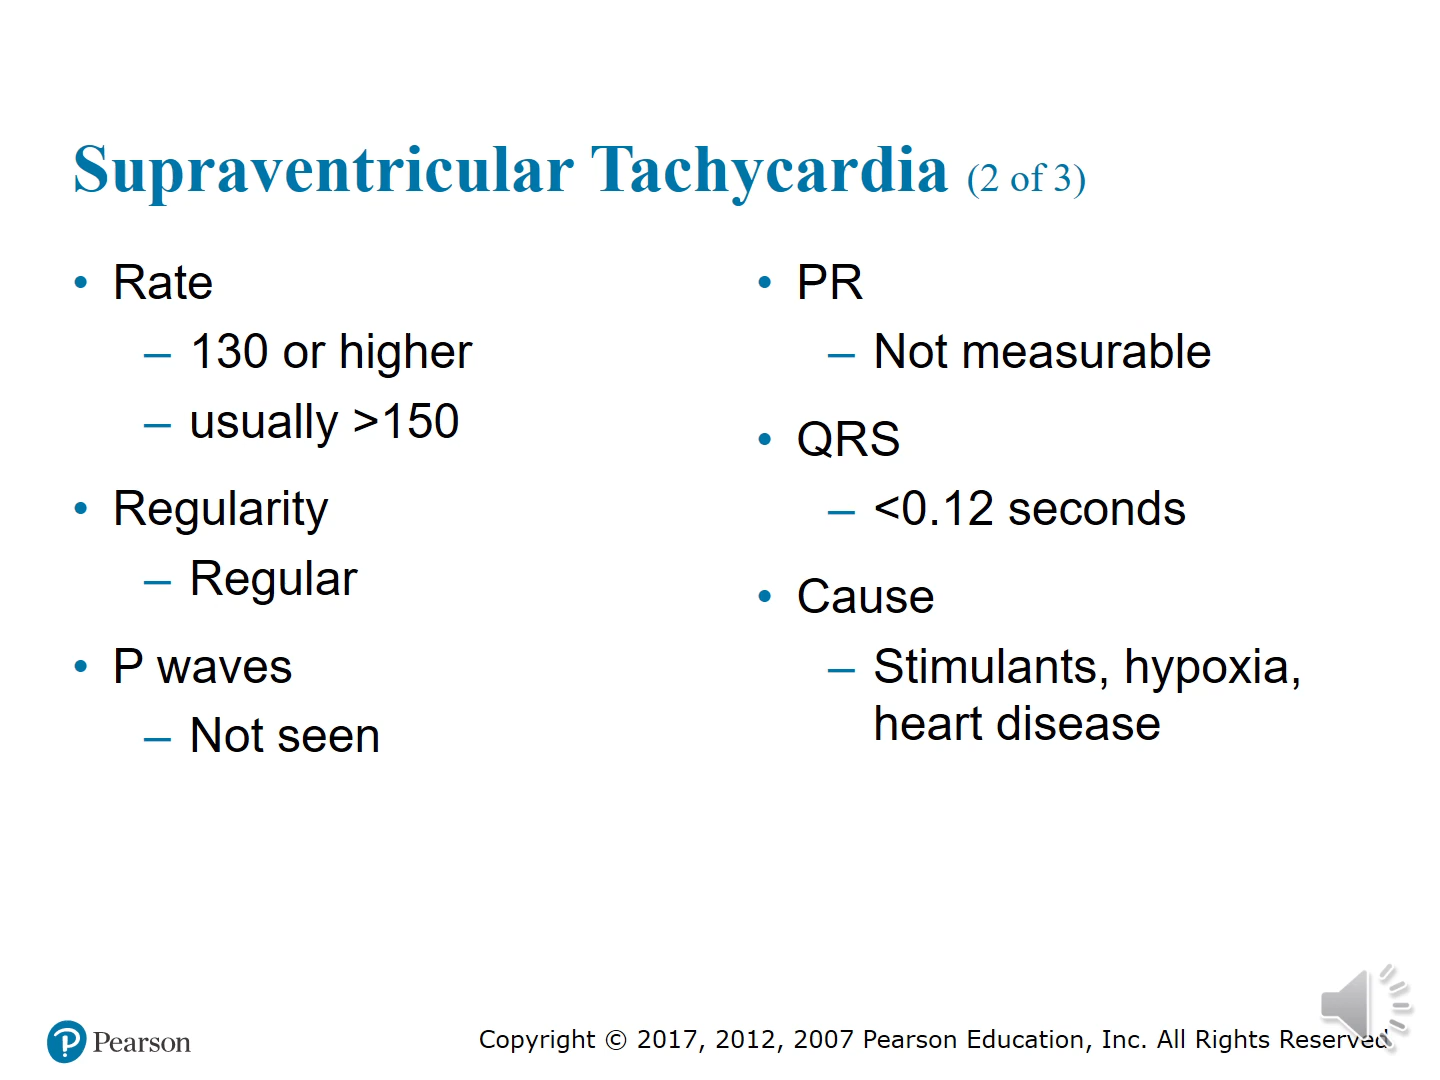 Supraventricular Tachycardia (2 of 3)
• Rate
– 130 or higher
– usually >150
• Regularity
– Regular
• P waves
– Not seen
• PR
– Not measurable
• QRS
– <0.12 seconds
• Cause
– Stimulants, hypoxia,
heart disease
Pearson
Copyright © 2017, 2012, 2007 Pearson Education, Inc. All Rights Reserved